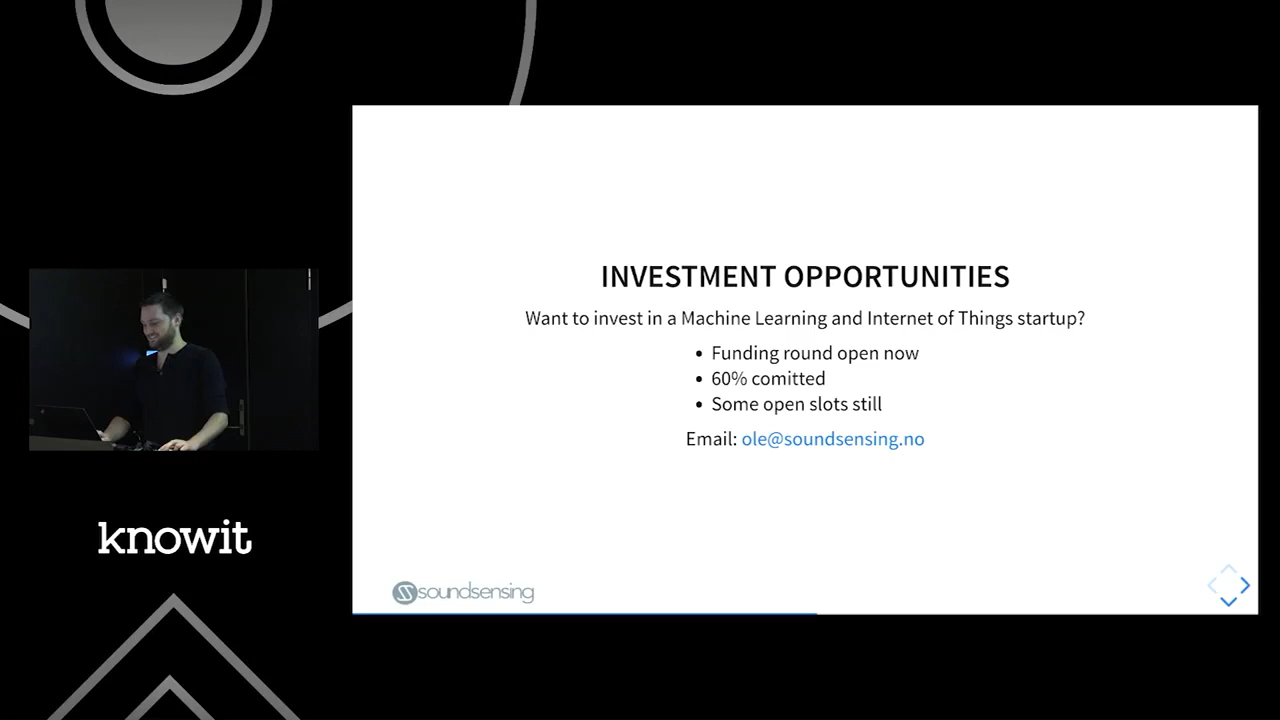 INVESTMENT OPPORTUNITIES
Want to invest in a Machine Learning and Internet of Things startup?
Funding round open now
60% comitted
Some open slots still
Email: ole@soundsensing.no
knowit
soundsensing